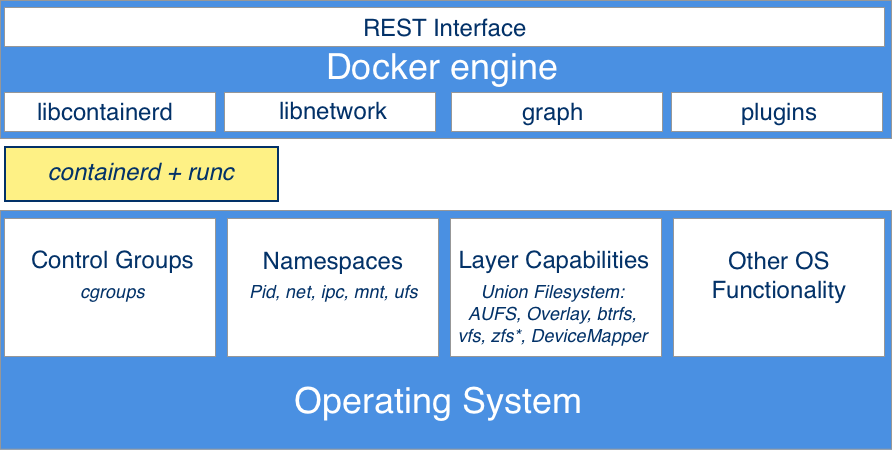 REST Interface
Docker engine
libcontainerd
libnetwork
graph
plugins
containerd + runc
Control Groups
cgroups
Namespaces
Pid, net, ipc, mnt, ufs
Layer Capabilities
Union Filesystem:
AUFS, Overlay, btrfs,
vfs, zfs*, DeviceMapper
Other OS
Functionality
Operating System